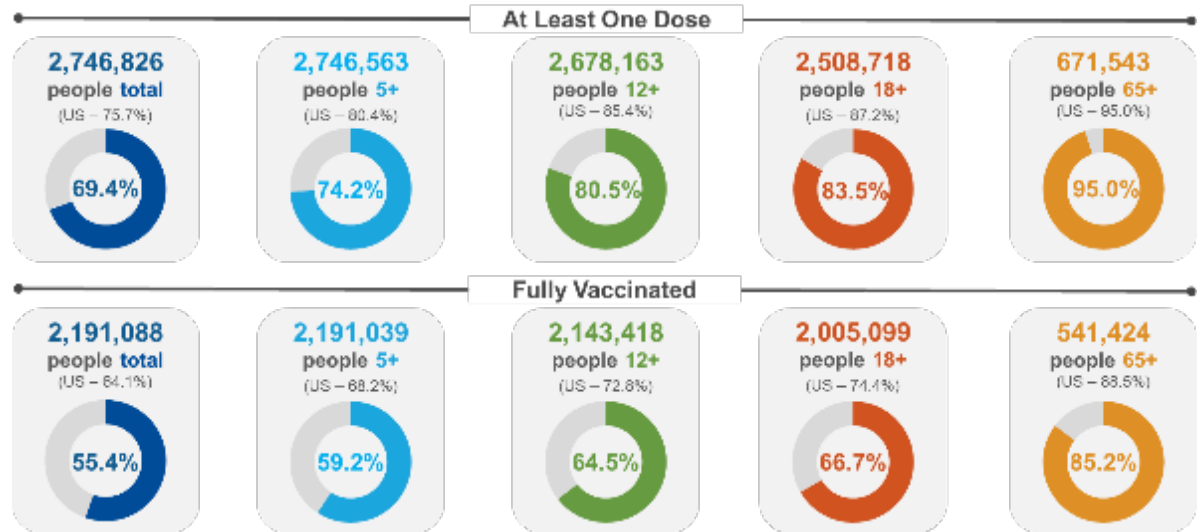 At Least One Dose
2,746,826
people total
(US – 75.7%)
69.4%
2,746,563
people 5+
(US – 80.4%)
74.2%
2,678,163
people 12+
(US – 85.4%)
80.5%
2,508,718
people 18+
(US – 87.2%)
83.5%
671,543
people 65+
(US – 95.0%)
95.0%
Fully Vaccinated
2,191,088
people total
(US – 64.1%)
55.4%
2,191,039
people 5+
(US – 68.2%)
59.2%
2,143,418
people 12+
(US – 72.8%)
64.5%
2,005,099
people 18+
(US – 74.4%)
66.7%
541,424
people 65+
(US – 88.5%)
85.2%